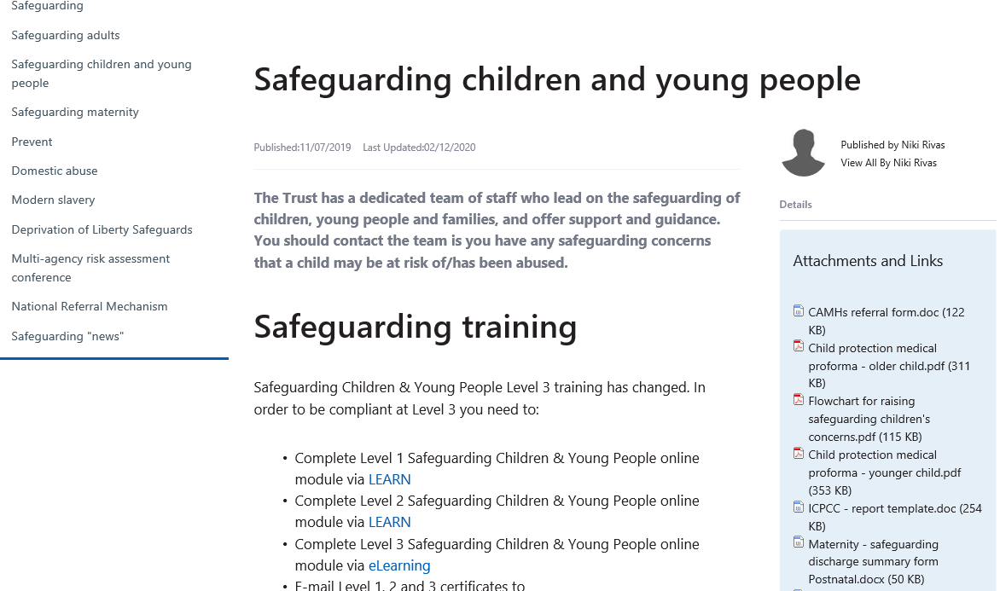 Safeguarding
Safeguarding adults
Safeguarding children and young
people
Safeguarding maternity
Prevent
Domestic abuse
Modern slavery
Deprivation of Liberty Safeguards
Multi-agency risk assessment
conference
National Referral Mechanism
Safeguarding "news"
Safeguarding children and young people
Published:11/07/2019 Last Updated:02/12/2020
The Trust has a dedicated team of staff who lead on the safeguarding of
children, young people and families, and offer support and guidance.
You should contact the team is you have any safeguarding concerns
that a child may be at risk of/has been abused.
Safeguarding training
Safeguarding Children & Young People Level 3 training has changed. In
order to be compliant at Level 3 you need to:
• Complete Level 1 Safeguarding Children & Young People online
module via LEARN
• Complete Level 2 Safeguarding Children & Young People online
module via LEARN
• Complete Level 3 Safeguarding Children & Young People online
module via eLearning
• E-mail Level 1, 2 and 3 certificates to
Published by Niki Rivas
View All By Niki Rivas
Details
Attachments and Links
CAMHs referral form.doc (122
KB)
Child protection medical
proforma - older child.pdf (311
KB)
Flowchart for raising
safeguarding children's
concerns.pdf (115 KB)
Child protection medical
proforma - younger child.pdf
(353 KB)
ICPCC - report template.doc (254
KB)
Maternity - safeguarding
discharge summary form
Postnatal.docx (50 KB)